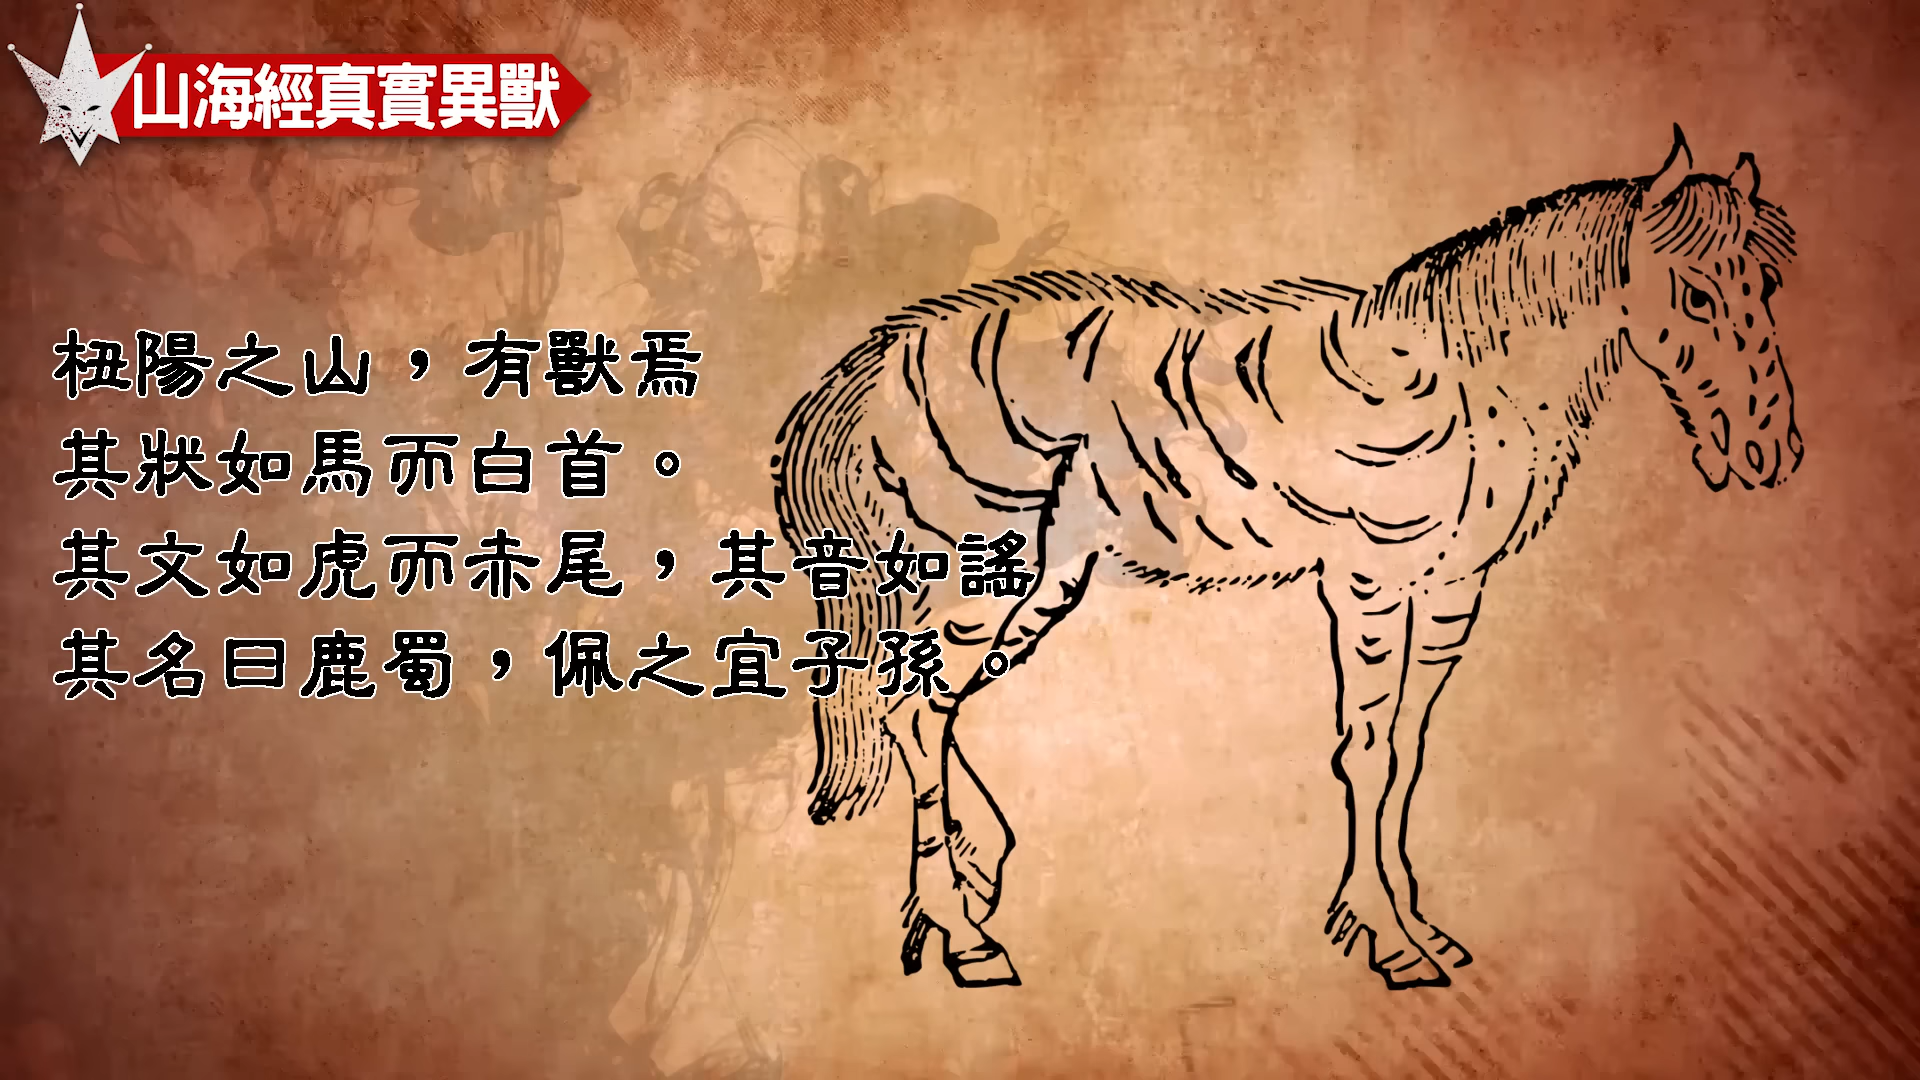 山海經真實異獸
杻陽之山，有獸焉
其狀如馬而白首。
其文如虎而赤尾，其音如謠
其名曰鹿蜀，佩之宜子孫。